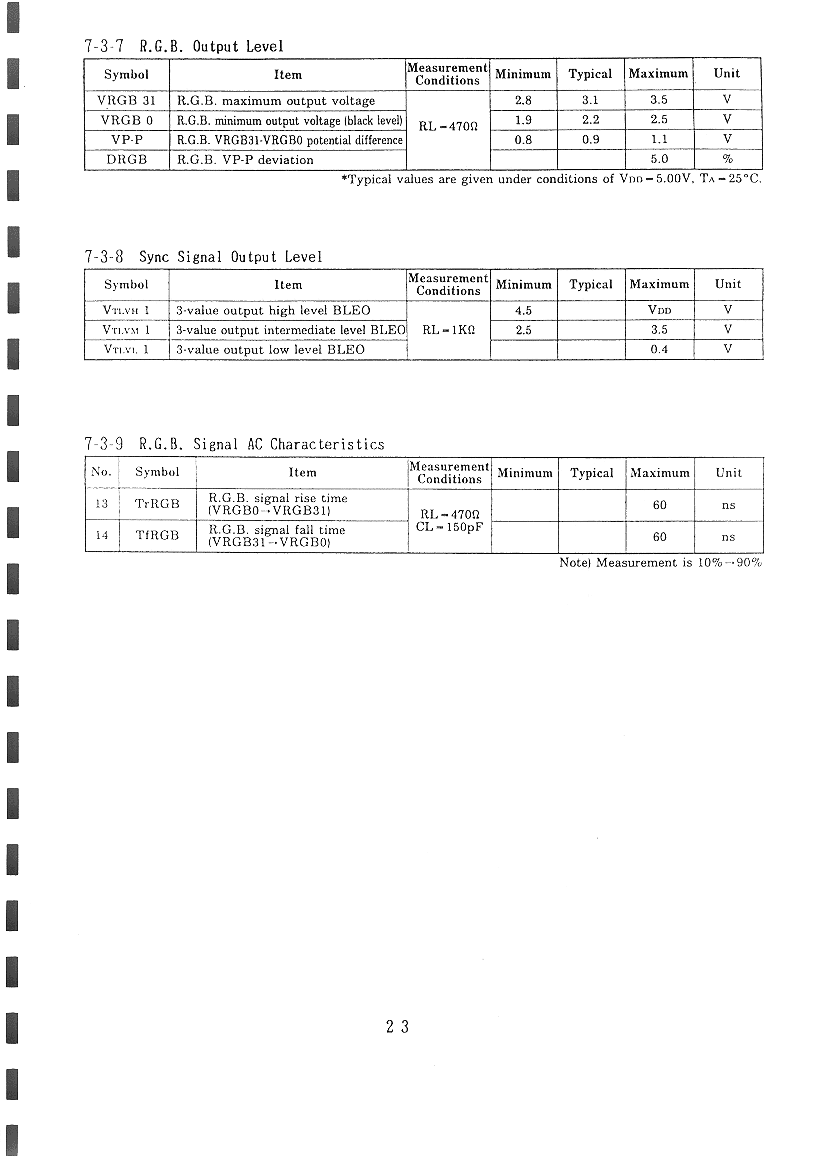 7-3-7 R.G.B. Output Level
Symbol Item Measurement Conditions Minimum Typical Maximum Unit
VRGB 31 R.G.B. maximum output voltage RL=470Ω 2.8 3.1 3.5 V
VRGB 0 R.G.B. minimum output voltage (black level) 1.9 2.2 2.5 V
VP-P R.G.B. VRGB31-VRGB0 potential difference 0.8 0.9 1.1 V
DRGB R.G.B. VP-P deviation 5.0 %
*Typical values are given under conditions of VDD=5.00V, TA=25°C.
7-3-8 Sync Signal Output Level
Symbol Item Measurement Conditions Minimum Typical Maximum Unit
VTLVH 1 3-value output high level BLEO RL=1KΩ 4.5 VDD V
VTLVM 1 3-value output intermediate level BLEO 2.5 3.5 V
VTLVL 1 3-value output low level BLEO 0.4 V
7-3-9 R.G.B. Signal AC Characteristics
No. Symbol Item Measurement Conditions Minimum Typical Maximum Unit
13 TrRGB R.G.B. signal rise time (VRGB0→VRGB31) RL=470Ω CL=150pF 60 ns
14 TfRGB R.G.B. signal fall time (VRGB31→VRGB0) 60 ns
Note) Measurement is 10%→90%
23